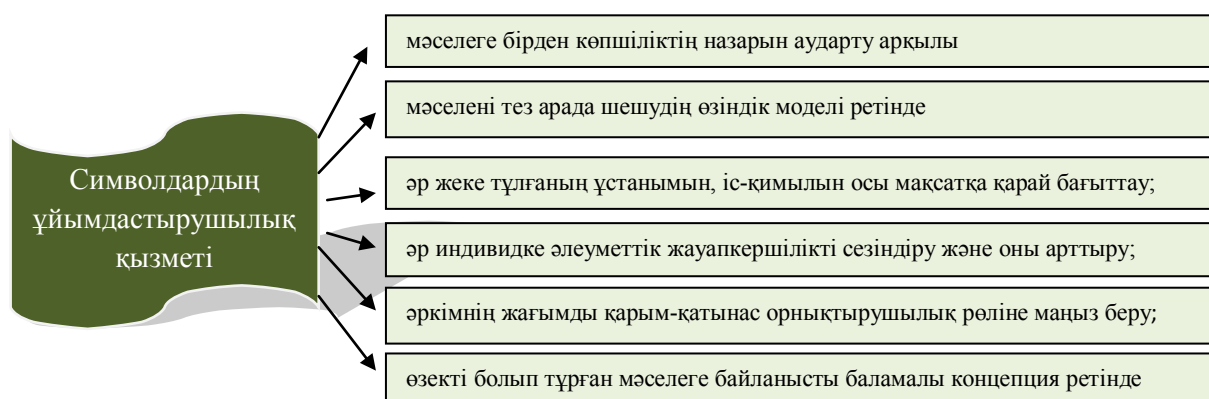 мәселеге бірден көпшіліктің назарын аударту арқылы
мәселені тез арада шешудің өзіндік моделі ретінде
Символдардың
ұйымдастырушылық
қызметі
әр жеке тұлғаның ұстанымын, іс-қимылын осы мақсатқа қарай бағыттау;
әр индивидке әлеуметтік жауапкершілікті сезіндіру және оны арттыру;
әркімнің жағымды қарым-қатынас орнықтырушылық рөліне маңыз беру;
өзекті болып тұрған мәселеге байланысты баламалы концепция ретінде